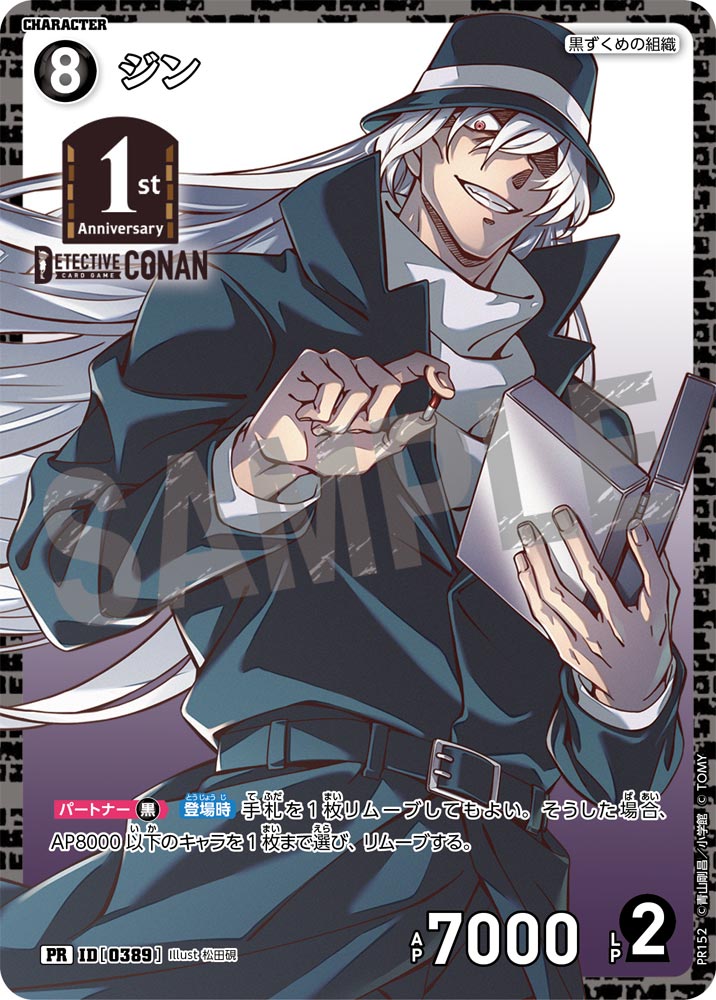 CHARACTER
8
ジン
黒ずくめの組織
1st
Anniversary
DETECTIVE CONAN
CARD GAME
SAMPLE
パートナー 黒 登場時 手札を1枚リムーブしてもよい。そうした場合、
AP8000以下のキャラを1枚まで選び、リムーブする。
PR ID[0389] Illust 松田硯
AP 7000 LP 2
PR152 ©青山剛昌/小学館 © TOMY